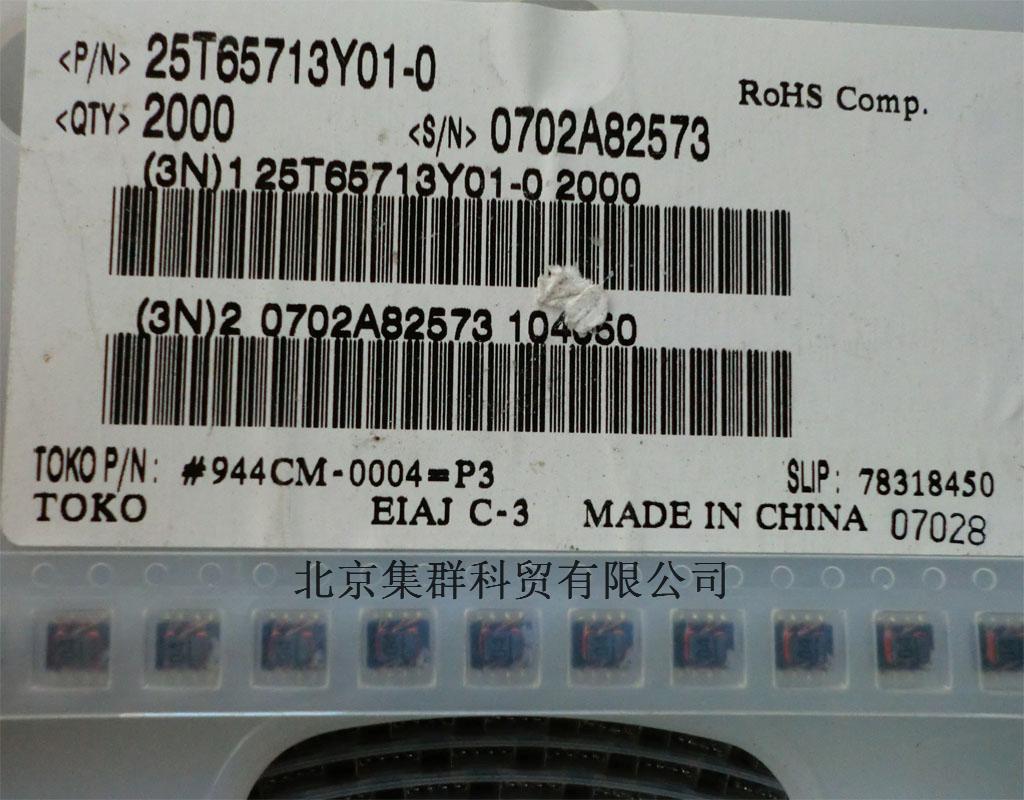 <P/N> 25T65713Y01-0
RoHS Comp.
<QTY> 2000
<S/N> 0702A82573
(3N)1 25T65713Y01-0 2000
(3N)2 0702A82573
TOKO P/N: #944CM-0004=P3
SLIP: 78318450
TOKO EIAJ C-3 MADE IN CHINA 07028
北京集群科贸有限公司